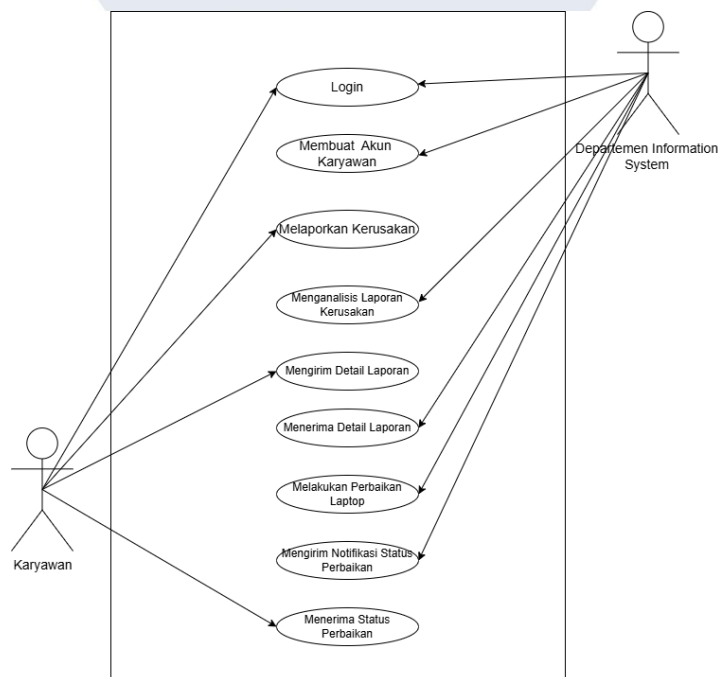 Login
Membuat Akun
Karyawan
Departemen Information
System
Melaporkan Kerusakan
Menganalisis Laporan
Kerusakan
Mengirim Detail Laporan
Menerima Detail Laporan
Melakukan Perbaikan
Laptop
Mengirim Notifikasi Status
Perbaikan
Karyawan
Menerima Status
Perbaikan